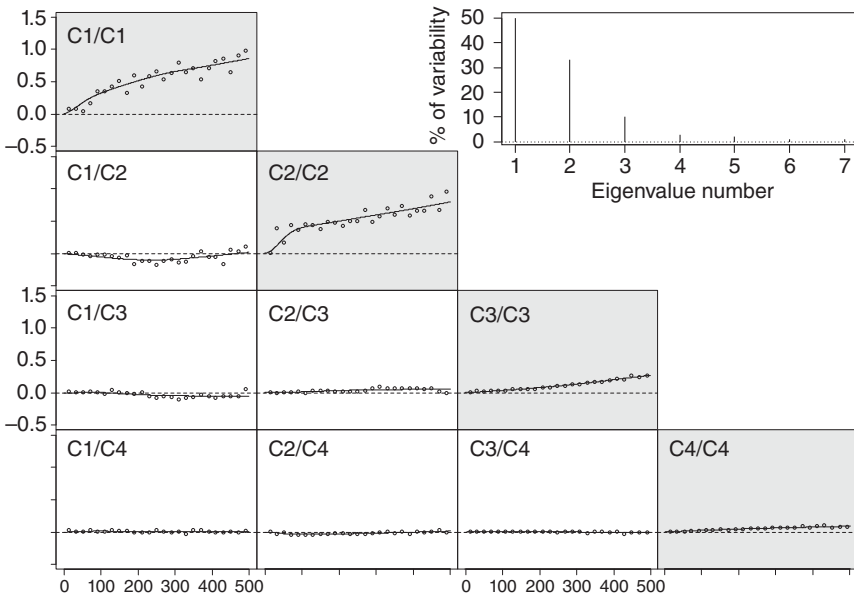 1.5
1.0
0.5
0.0
−0.5
C1/C1
% of variability
50
40
30
20
10
0
1 2 3 4 5 6 7
Eigenvalue number
C1/C2
C2/C2
1.5
1.0
0.5
0.0
−0.5
C1/C3
C2/C3
C3/C3
C1/C4
C2/C4
C3/C4
C4/C4
0 100 200 300 400 500
0 100 200 300 400 500